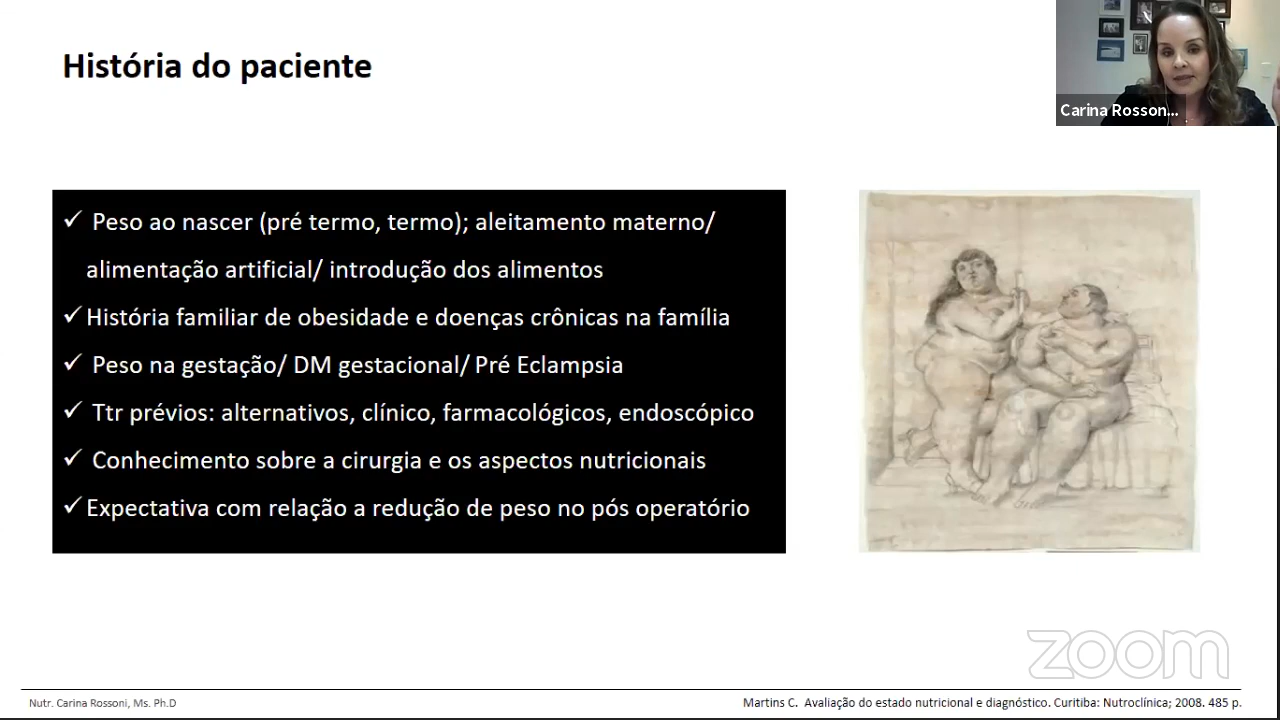 História do paciente
Carina Rosson...
✓ Peso ao nascer (pré termo, termo); aleitamento materno/
alimentação artificial/ introdução dos alimentos
✓ História familiar de obesidade e doenças crônicas na família
✓ Peso na gestação/ DM gestacional/ Pré Eclampsia
✓ Ttr prévios: alternativos, clínico, farmacológicos, endoscópico
✓ Conhecimento sobre a cirurgia e os aspectos nutricionais
✓ Expectativa com relação a redução de peso no pós operatório
zoom
Nutr. Carina Rossoni, Ms. Ph.D
Martins C. Avaliação do estado nutricional e diagnóstico. Curitiba: Nutroclínica; 2008. 485 p.